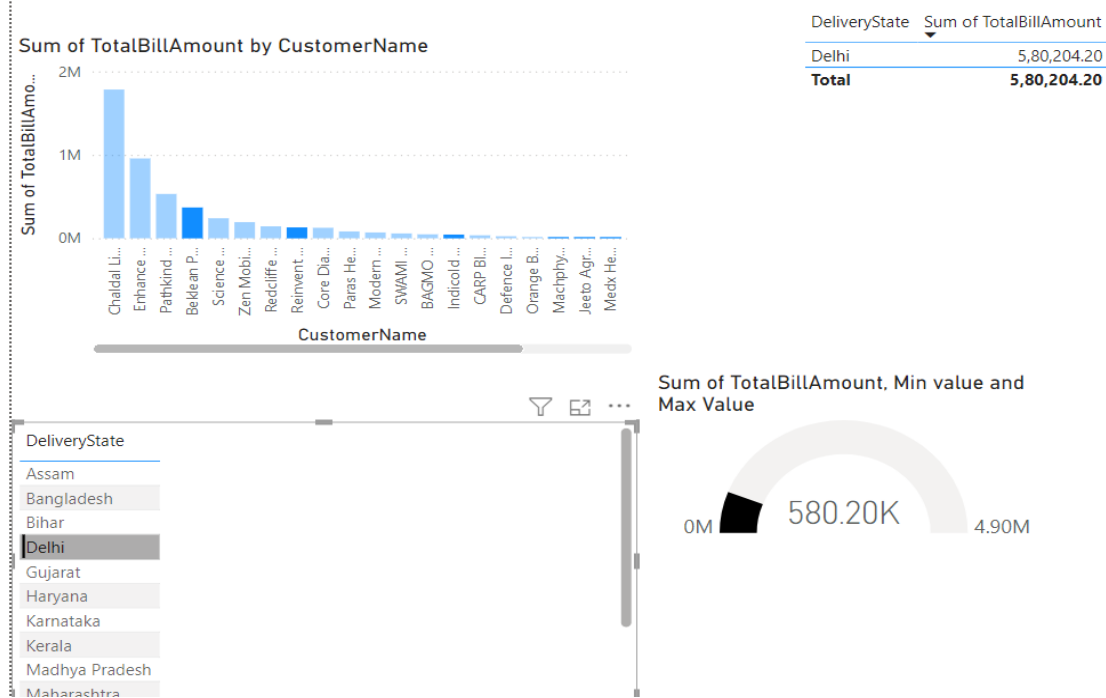 DeliveryState Sum of TotalBillAmount
Delhi 5,80,204.20
Total 5,80,204.20
Sum of TotalBillAmount by CustomerName
Sum of TotalBillAmo...
2M
1M
0M
Chaldal Li...
Enhance ...
Pathkind ...
Beklean P...
Science ...
Zen Mobi...
Redcliffe ...
Reinvent ...
Core Dia...
Paras He...
Modern ...
SWAMI ...
BAGMO ...
Indicold ...
CARP BI...
Defence I...
Orange B...
Machphy...
Jeeto Agr...
Medx He...
CustomerName
Sum of TotalBillAmount, Min value and
Max Value
580.20K
0M
4.90M
DeliveryState
Assam
Bangladesh
Bihar
Delhi
Gujarat
Haryana
Karnataka
Kerala
Madhya Pradesh
Maharashtra